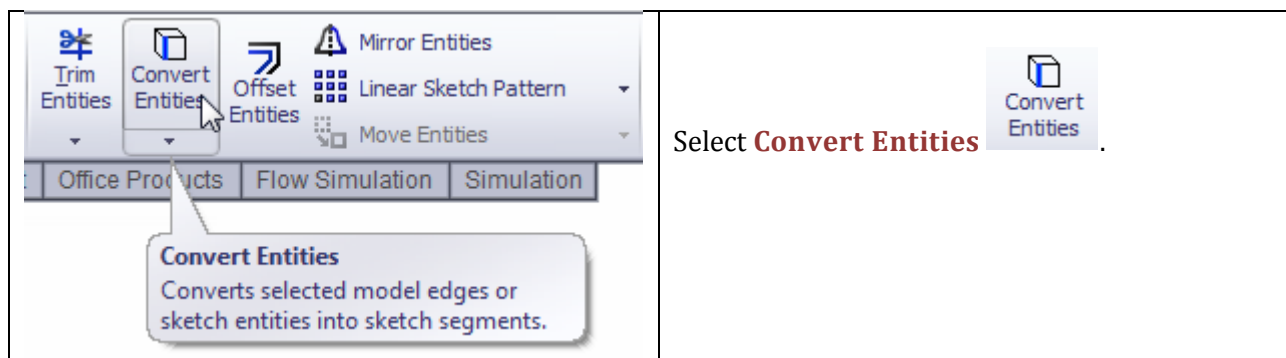 Trim
Entities
Convert
Entities
Offset
Entities
Mirror Entities
Linear Sketch Pattern
Move Entities
Office Products
Flow Simulation
Simulation
Convert Entities
Converts selected model edges or
sketch entities into sketch segments.
Select Convert Entities
Convert
Entities
.